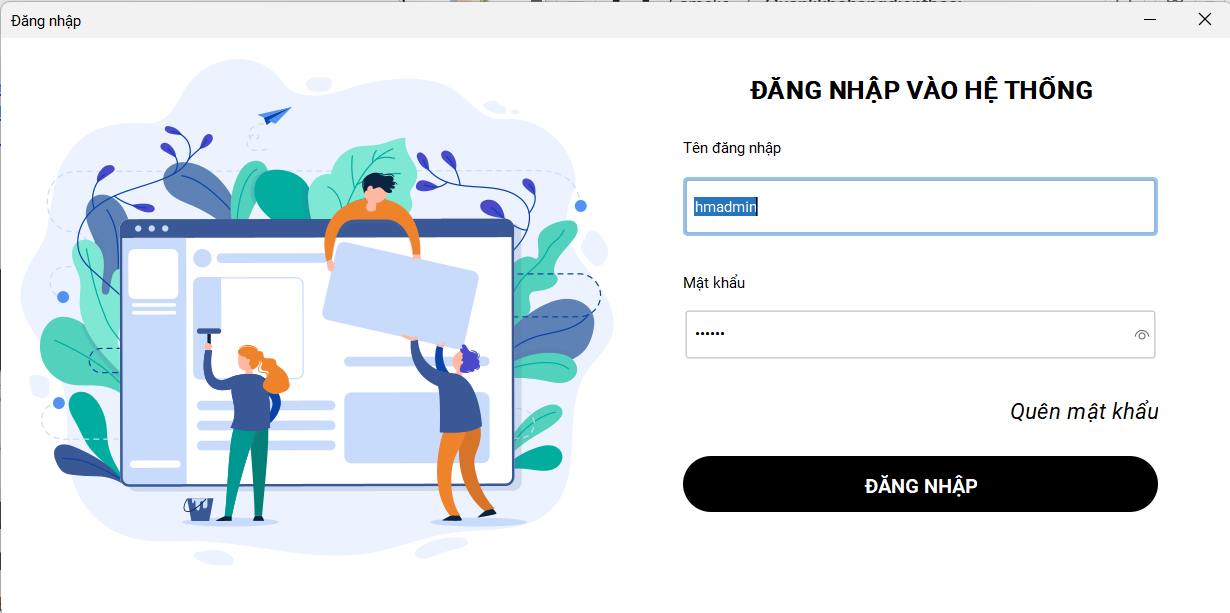 Đăng nhập
ĐĂNG NHẬP VÀO HỆ THỐNG
Tên đăng nhập
hmadmin
Mật khẩu
••••••
Quên mật khẩu
ĐĂNG NHẬP